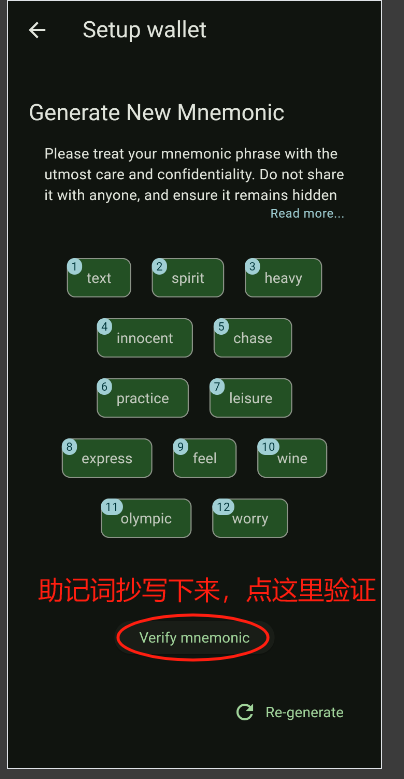 Setup wallet
Generate New Mnemonic
Please treat your mnemonic phrase with the
utmost care and confidentiality. Do not share
it with anyone, and ensure it remains hidden
Read more...
1 text 2 spirit 3 heavy
4 innocent 5 chase
6 practice 7 leisure
8 express 9 feel 10 wine
11 olympic 12 worry
助记词抄写下来，点这里验证
Verify mnemonic
Re-generate